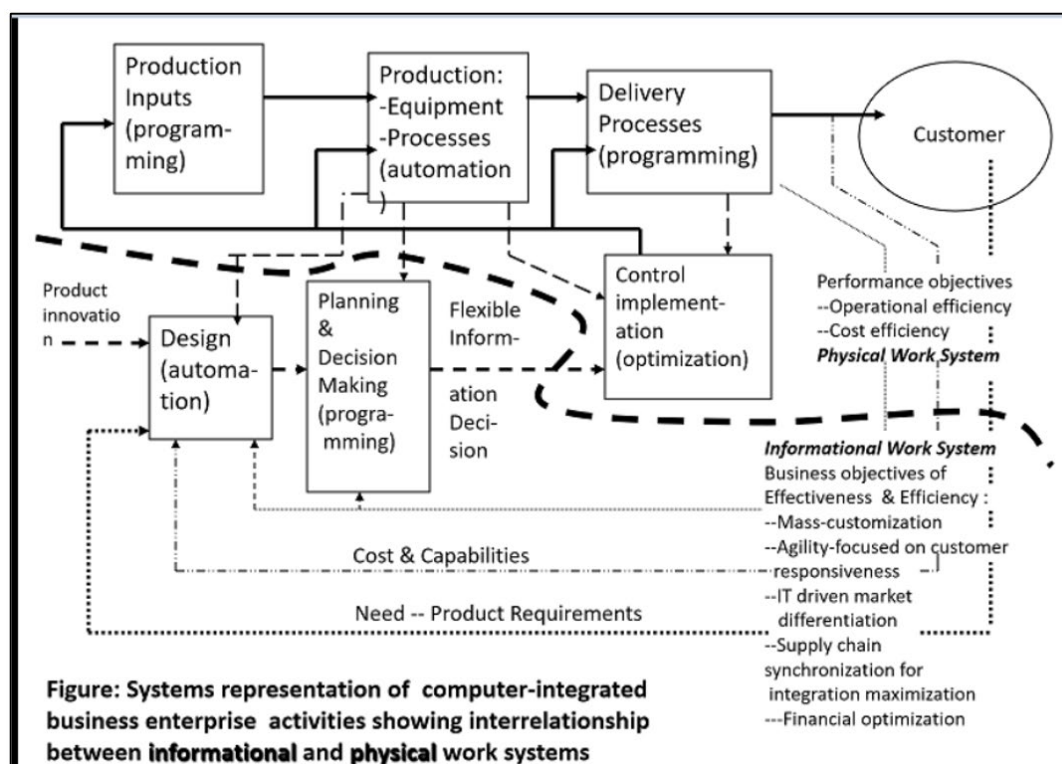 Production
Inputs
(program-
ming)
Production:
-Equipment
-Processes
(automation
)
Delivery
Processes
(programming)
Customer
Product
innovatio
n
Design
(automa-
tion)
Planning
&
Decision
Making
(progra-
mming)
Flexible
Inform-
ation
Deci-
sion
Control
implement-
ation
(optimization)
Performance objectives
--Operational efficiency
--Cost efficiency
Physical Work System
Informational Work System
Business objectives of
Effectiveness & Efficiency :
--Mass-customization
--Agility-focused on customer
responsiveness
--IT driven market
differentiation
--Supply chain
synchronization for
integration maximization
---Financial optimization
Cost & Capabilities
Need -- Product Requirements
Figure: Systems representation of computer-integrated
business enterprise activities showing interrelationship
between informational and physical work systems